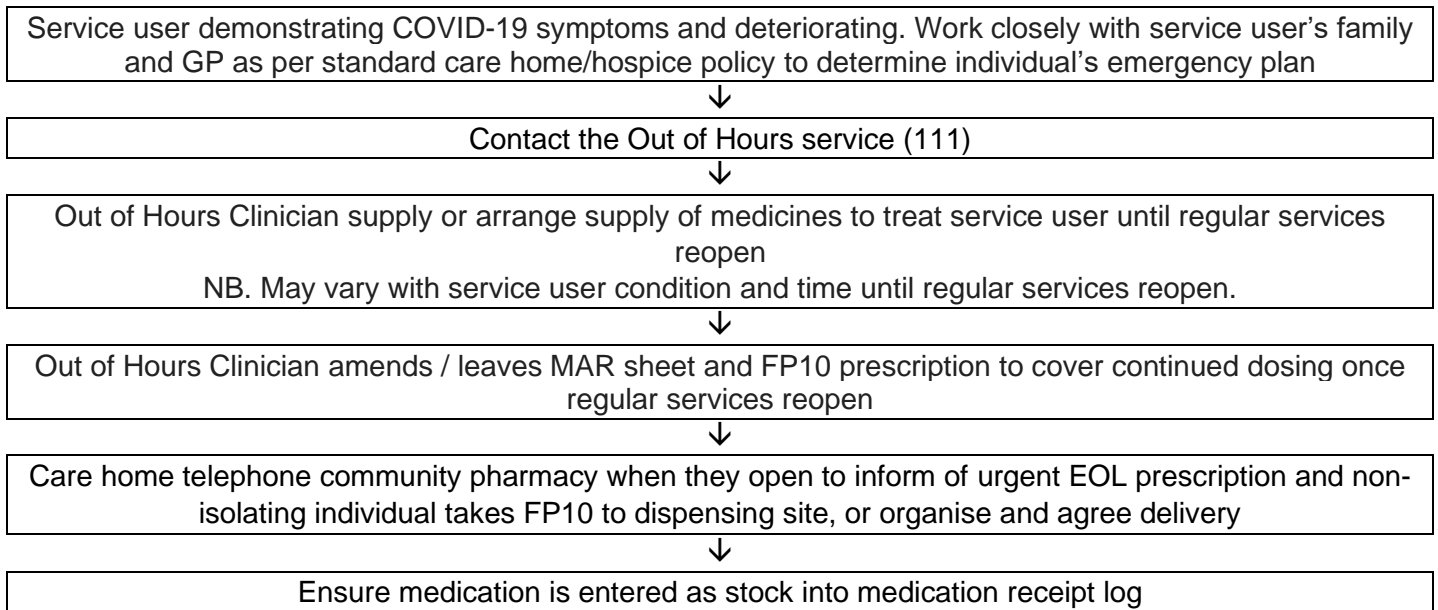 Service user demonstrating COVID-19 symptoms and deteriorating. Work closely with service user's family
and GP as per standard care home/hospice policy to determine individual's emergency plan
↓
Contact the Out of Hours service (111)
↓
Out of Hours Clinician supply or arrange supply of medicines to treat service user until regular services
reopen
NB. May vary with service user condition and time until regular services reopen.
↓
Out of Hours Clinician amends / leaves MAR sheet and FP10 prescription to cover continued dosing once
regular services reopen
↓
Care home telephone community pharmacy when they open to inform of urgent EOL prescription and non-
isolating individual takes FP10 to dispensing site, or organise and agree delivery
↓
Ensure medication is entered as stock into medication receipt log